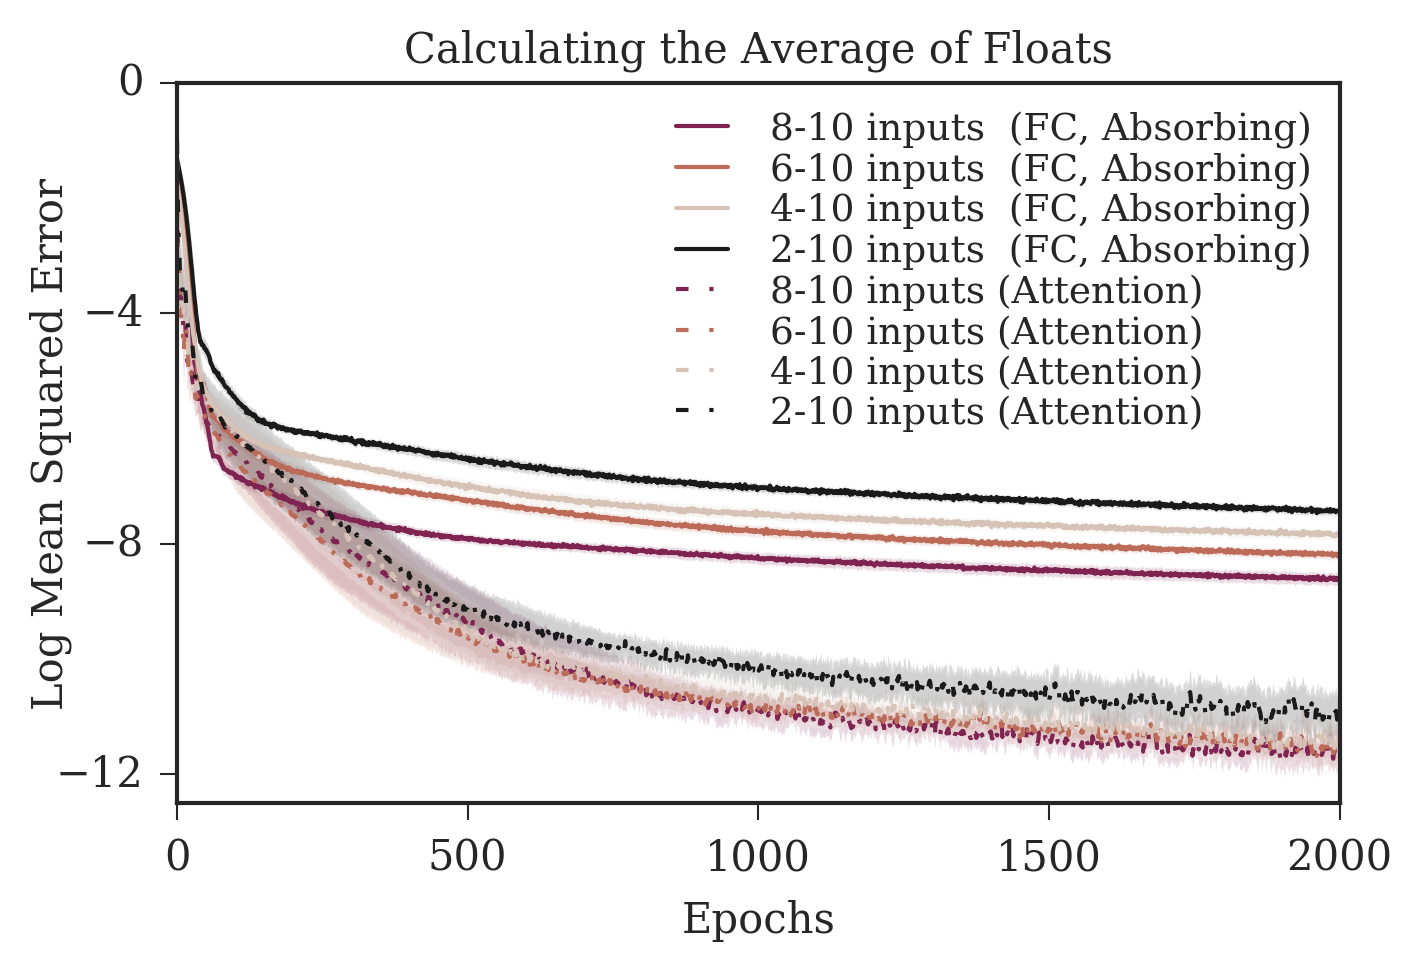 Calculating the Average of Floats
0
−4
−8
−12
Log Mean Squared Error
8-10 inputs  (FC, Absorbing)
6-10 inputs  (FC, Absorbing)
4-10 inputs  (FC, Absorbing)
2-10 inputs  (FC, Absorbing)
8-10 inputs (Attention)
6-10 inputs (Attention)
4-10 inputs (Attention)
2-10 inputs (Attention)
0 500 1000 1500 2000
Epochs